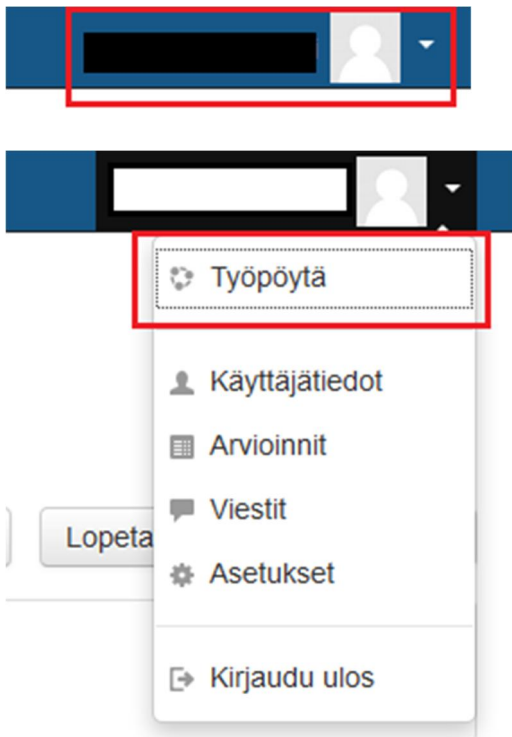 Työpöytä
Käyttäjätiedot
Arvioinnit
Viestit
Lopeta
Asetukset
Kirjaudu ulos